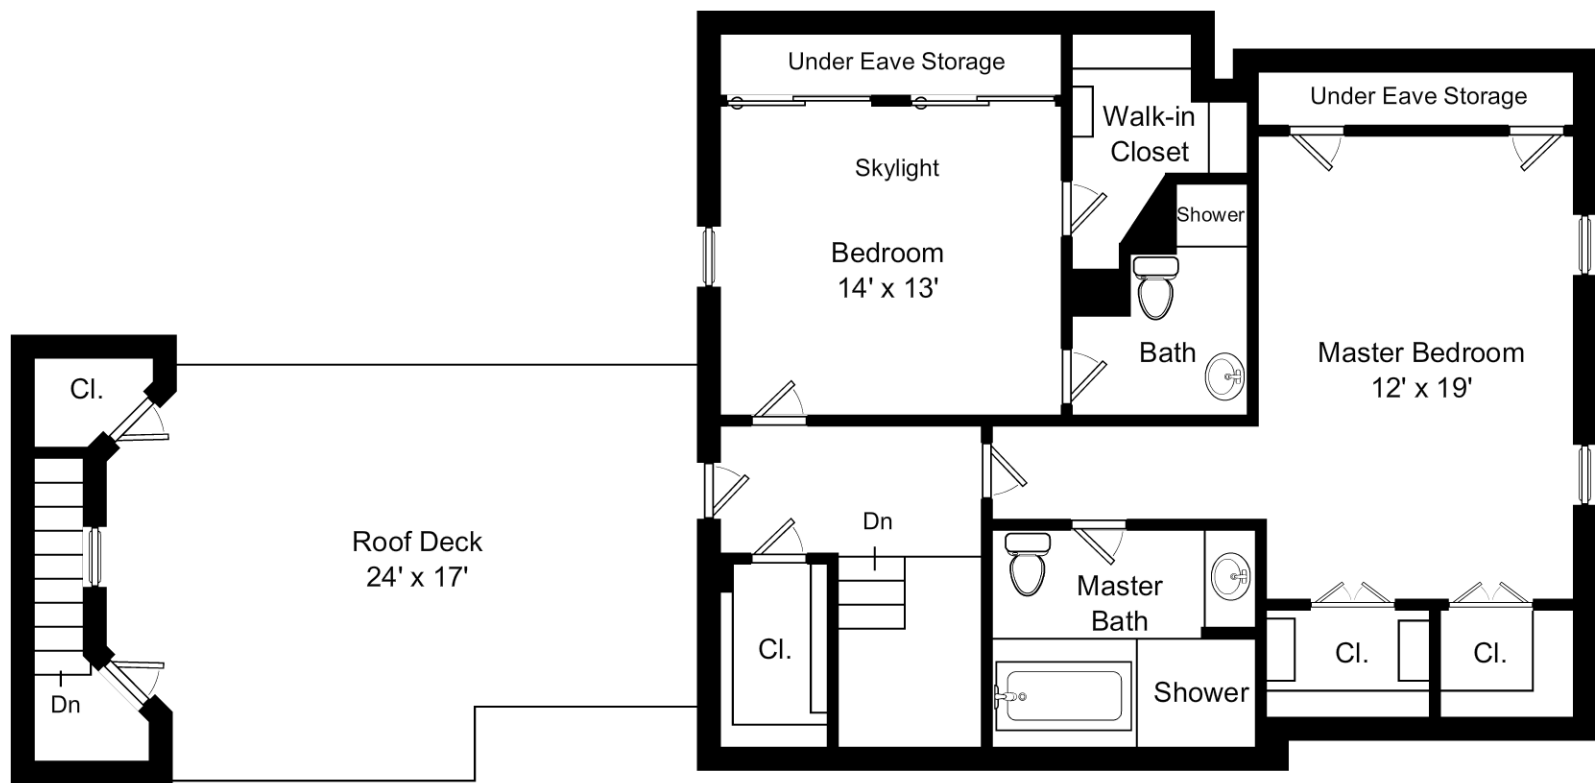 Under Eave Storage
Under Eave Storage
Walk-in
Closet
Skylight
Shower
Bedroom
14' x 13'
Bath
Master Bedroom
12' x 19'
Cl.
Dn
Roof Deck
24' x 17'
Master
Bath
Cl.
Cl.
Cl.
Shower
Dn